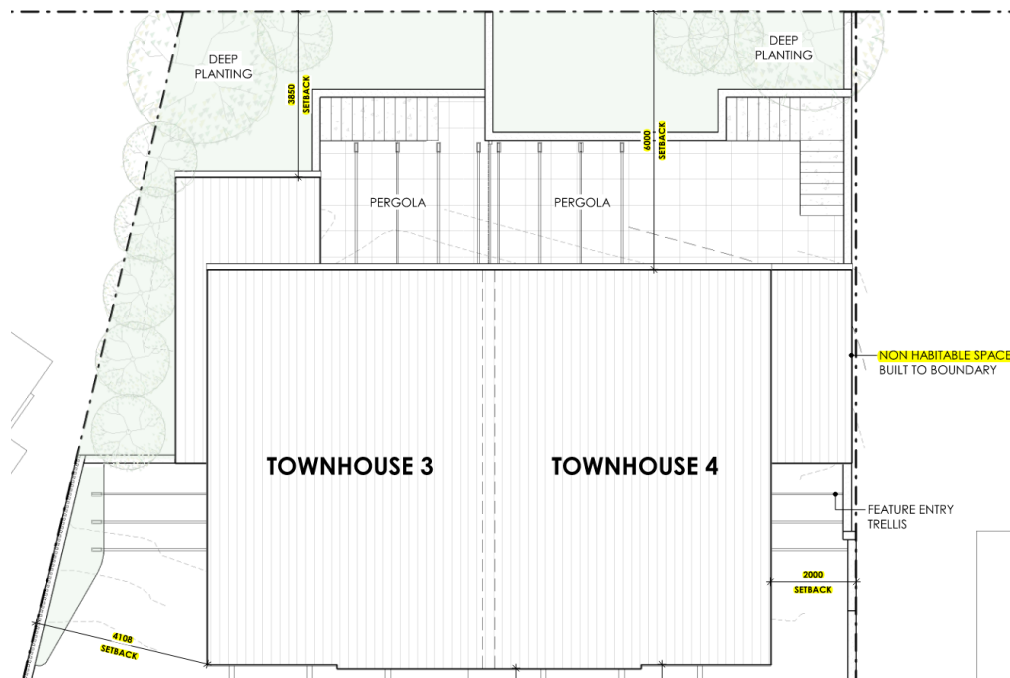 DEEP
PLANTING
DEEP
PLANTING
3850
SETBACK
6000
SETBACK
PERGOLA
PERGOLA
NON HABITABLE SPACE
BUILT TO BOUNDARY
TOWNHOUSE 3
TOWNHOUSE 4
FEATURE ENTRY
TRELLIS
2000
SETBACK
4108
SETBACK